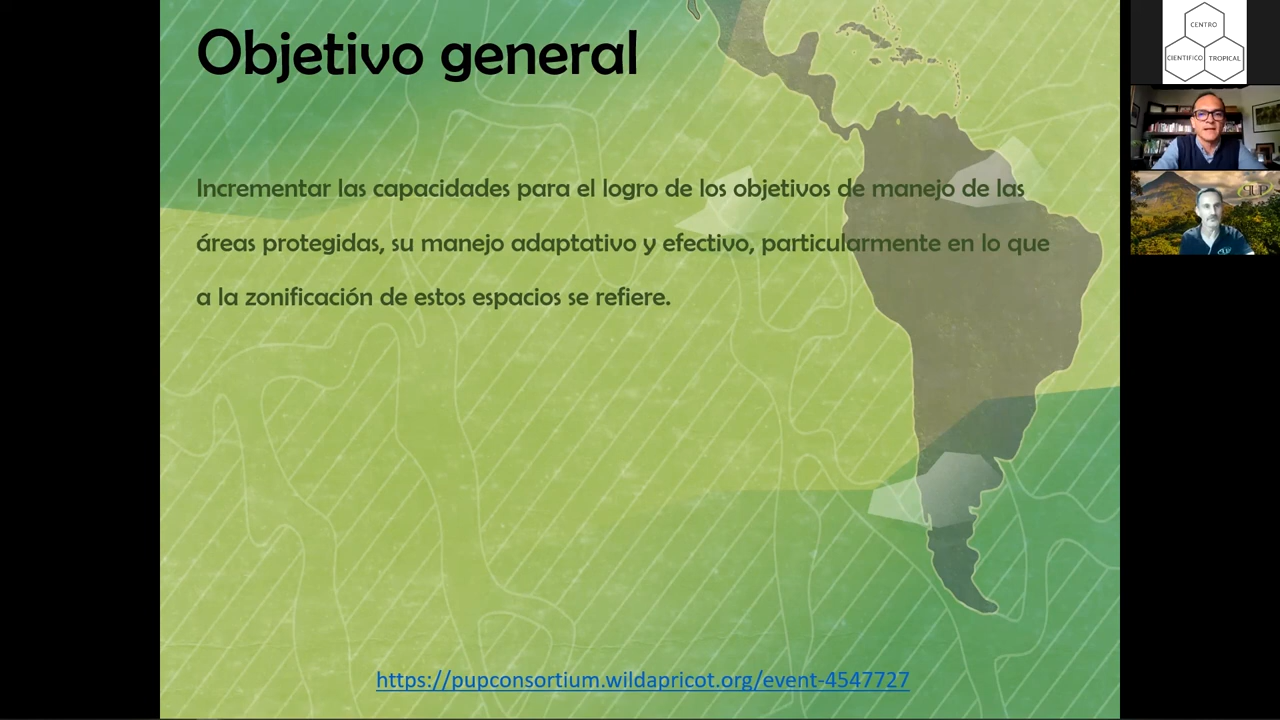 Objetivo general
Incrementar las capacidades para el logro de los objetivos de manejo de las
áreas protegidas, su manejo adaptativo y efectivo, particularmente en lo que
a la zonificación de estos espacios se refiere.
https://pupconsortium.wildapricot.org/event-4547727
CENTRO
CIENTIFICO TROPICAL
PUP